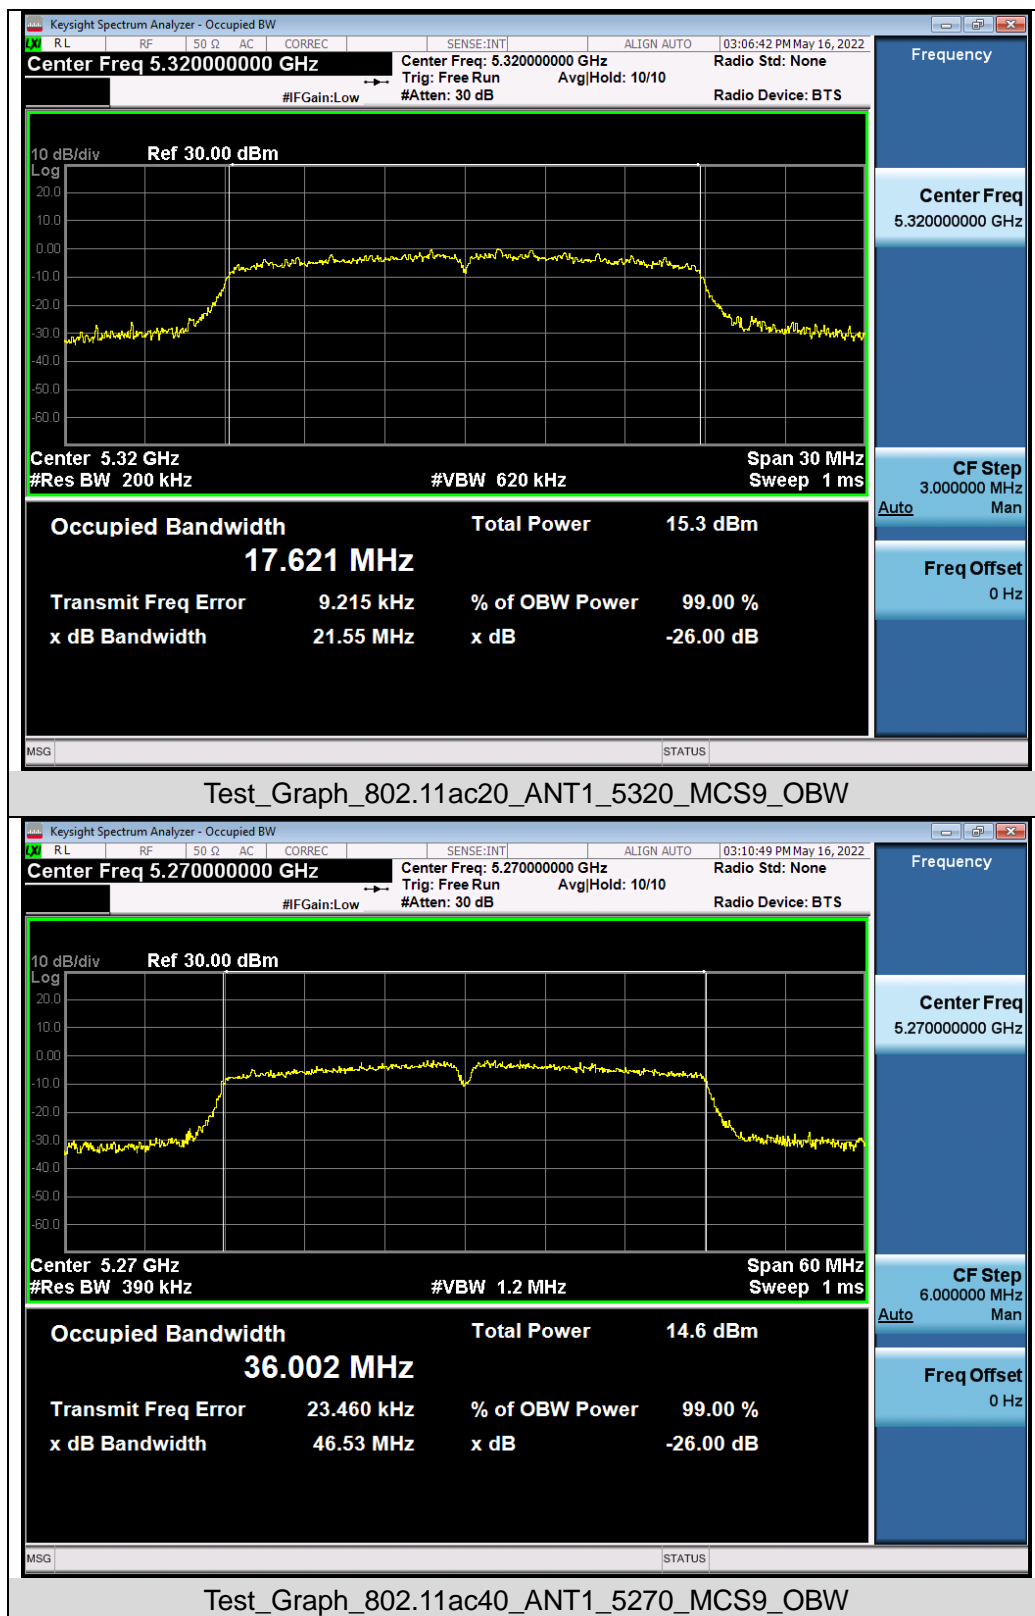 Keysight Spectrum Analyzer - Occupied BW
LXI RL RF 50 Ω AC CORREC SENSE:INT ALIGN AUTO 03:06:42 PM May 16, 2022
Center Freq 5.320000000 GHz
Center Freq: 5.320000000 GHz Radio Std: None
Trig: Free Run Avg|Hold: 10/10
#IFGain:Low #Atten: 30 dB Radio Device: BTS
Frequency
10 dB/div Ref 30.00 dBm
Log
20.0
10.0
0.00
-10.0
-20.0
-30.0
-40.0
-50.0
-60.0
Center Freq
5.320000000 GHz
Center 5.32 GHz Span 30 MHz
#Res BW 200 kHz #VBW 620 kHz Sweep 1 ms
CF Step
3.000000 MHz
Auto Man
Freq Offset
0 Hz
Occupied Bandwidth Total Power 15.3 dBm
17.621 MHz
Transmit Freq Error 9.215 kHz % of OBW Power 99.00 %
x dB Bandwidth 21.55 MHz x dB -26.00 dB
MSG STATUS
Test_Graph_802.11ac20_ANT1_5320_MCS9_OBW
Keysight Spectrum Analyzer - Occupied BW
LXI RL RF 50 Ω AC CORREC SENSE:INT ALIGN AUTO 03:10:49 PM May 16, 2022
Center Freq 5.270000000 GHz
Center Freq: 5.270000000 GHz Radio Std: None
Trig: Free Run Avg|Hold: 10/10
#IFGain:Low #Atten: 30 dB Radio Device: BTS
Frequency
10 dB/div Ref 30.00 dBm
Log
20.0
10.0
0.00
-10.0
-20.0
-30.0
-40.0
-50.0
-60.0
Center Freq
5.270000000 GHz
Center 5.27 GHz Span 60 MHz
#Res BW 390 kHz #VBW 1.2 MHz Sweep 1 ms
CF Step
6.000000 MHz
Auto Man
Freq Offset
0 Hz
Occupied Bandwidth Total Power 14.6 dBm
36.002 MHz
Transmit Freq Error 23.460 kHz % of OBW Power 99.00 %
x dB Bandwidth 46.53 MHz x dB -26.00 dB
MSG STATUS
Test_Graph_802.11ac40_ANT1_5270_MCS9_OBW